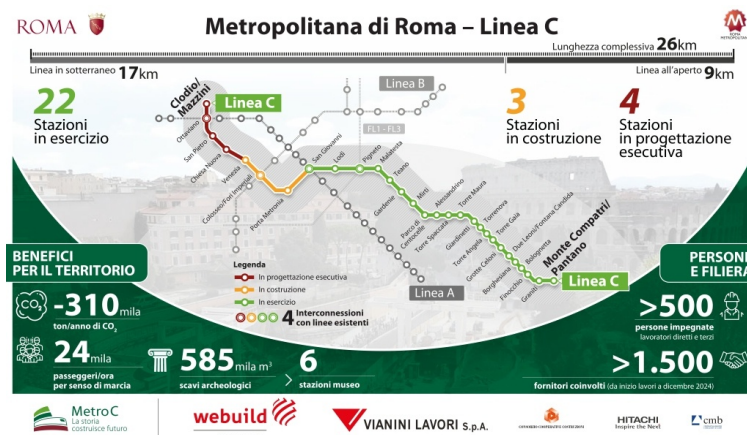 ROMA
Metropolitana di Roma – Linea C
ROMA
METROPOLITANE
Lunghezza complessiva 26km
Linea in sotterraneo 17km
Linea all'aperto 9km
22
Stazioni
in esercizio
3
Stazioni
in costruzione
4
Stazioni
in progettazione
esecutiva
Clodio/
Mazzini
Linea C
Linea B
FL1 - FL3
Ottaviano
San Pietro
Chiesa Nuova
Venezia
Colosseo/Fori Imperiali
Porta Metronia
San Giovanni
Lodi
Pigneto
Malatesta
Teano
Gardenie
Mirti
Parco di
Centocelle
Alessandrino
Torre Spaccata
Torre Maura
Giardinetti
Torrenova
Torre Angela
Torre Gaia
Grotte Celoni
Due Leoni/Fontana Candida
Borghesiana
Bolognetta
Finocchio
Graniti
Monte Compatri/
Pantano
Linea C
Linea A
Legenda
In progettazione esecutiva
In costruzione
In esercizio
4 Interconnessioni
con linee esistenti
BENEFICI
PER IL TERRITORIO
CO2
-310 mila
ton/anno di CO2
24 mila
passeggeri/ora
per senso di marcia
585 mila m³
scavi archeologici
6
stazioni museo
PERSONE
E FILIERA
>500
persone impegnate
lavoratori diretti e terzi
>1.500
fornitori coinvolti (da inizio lavori a dicembre 2024)
Metro C
La storia
costruisce futuro
webuild
VIANINI LAVORI S.p.A.
HITACHI
Inspire the Next
cmb